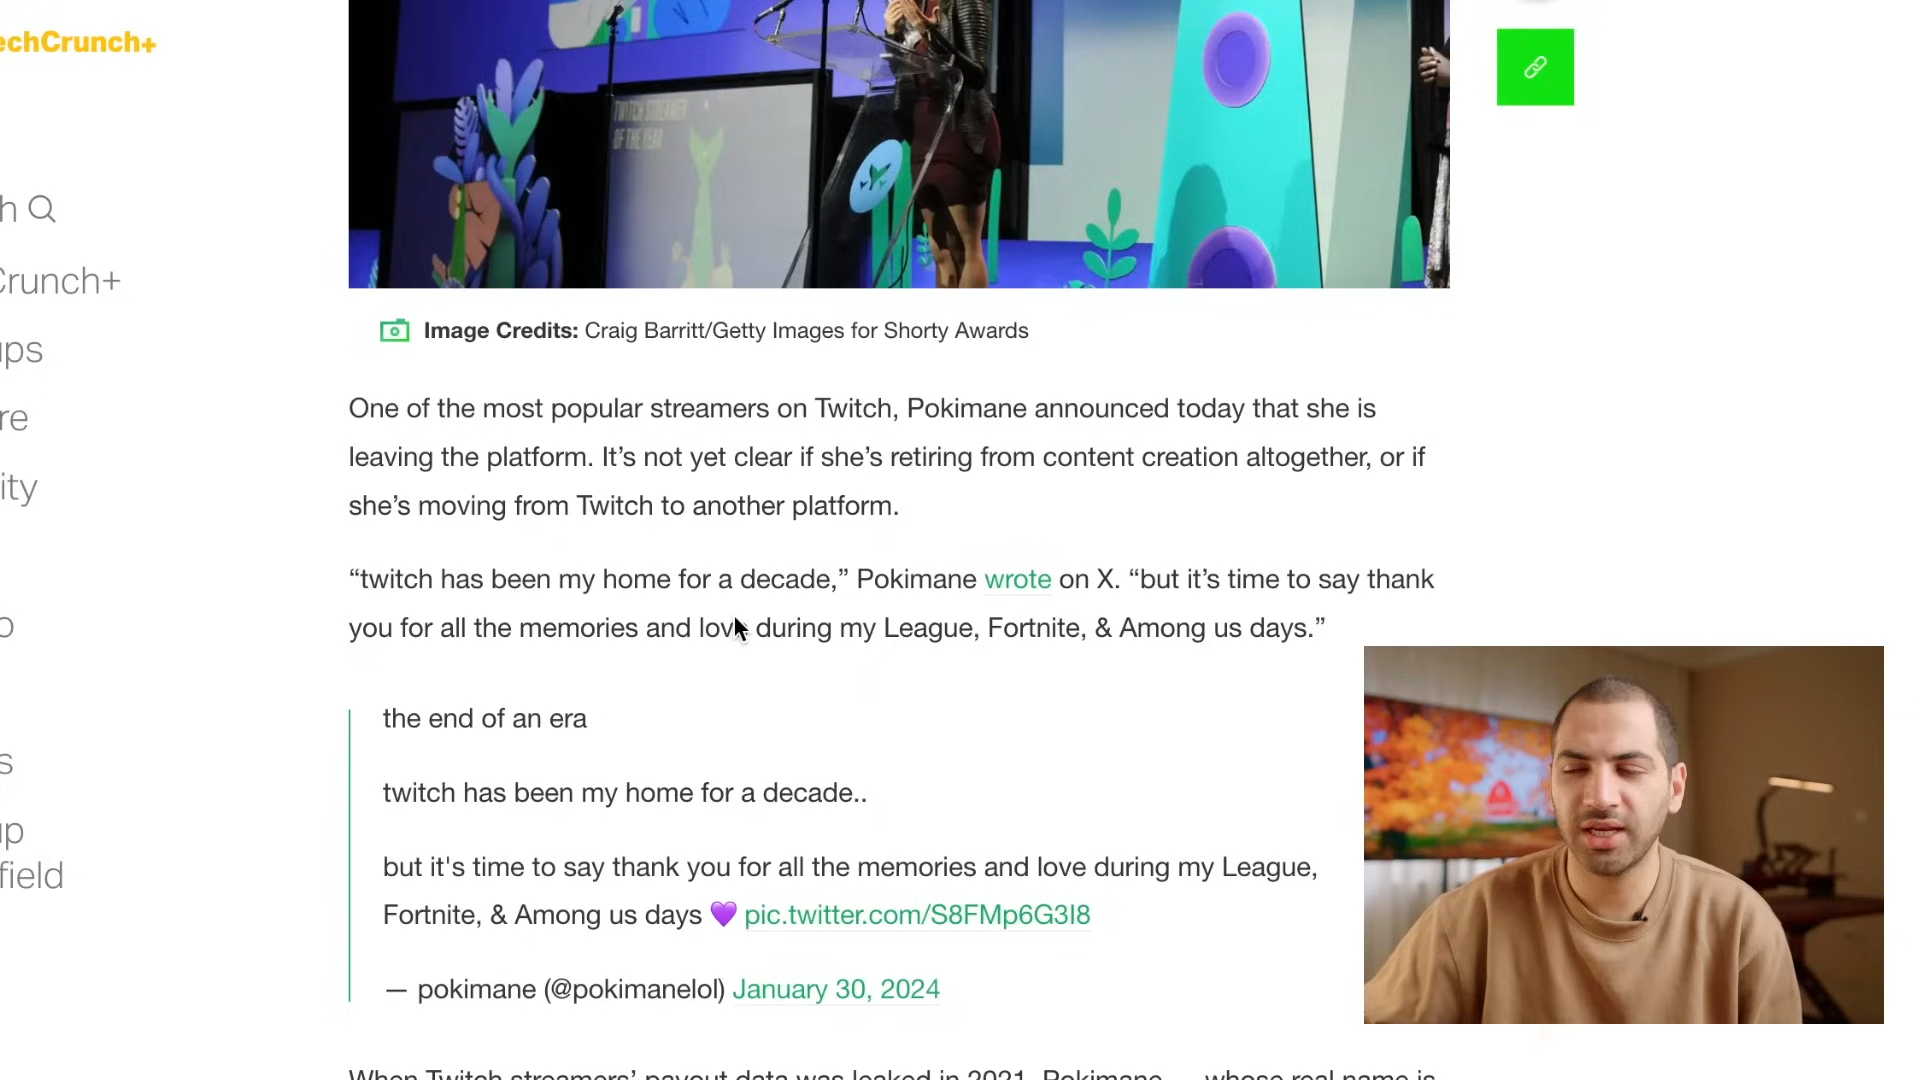 echCrunch+
TWITCH STREAMER
OF THE YEAR
h
Crunch+
ups
re
ity
o
s
up
field
Image Credits: Craig Barritt/Getty Images for Shorty Awards
One of the most popular streamers on Twitch, Pokimane announced today that she is
leaving the platform. It’s not yet clear if she’s retiring from content creation altogether, or if
she’s moving from Twitch to another platform.
“twitch has been my home for a decade,” Pokimane wrote on X. “but it’s time to say thank
you for all the memories and love during my League, Fortnite, & Among us days.”
the end of an era
twitch has been my home for a decade..
but it's time to say thank you for all the memories and love during my League,
Fortnite, & Among us days 💜 pic.twitter.com/S8FMp6G3I8
— pokimane (@pokimanelol) January 30, 2024
When Twitch streamers’ payout data was leaked in 2021, Pokimane — whose real name is